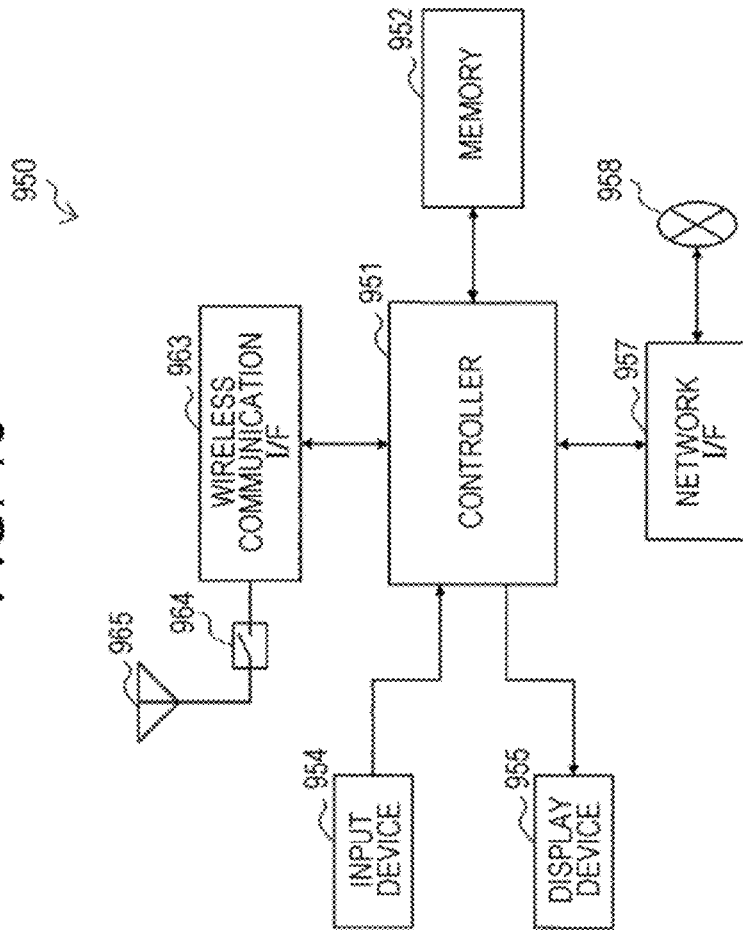 950
965
964
963
WIRELESS
COMMUNICATION
I/F
954
INPUT
DEVICE
951
CONTROLLER
952
MEMORY
955
DISPLAY
DEVICE
957
NETWORK
I/F
958